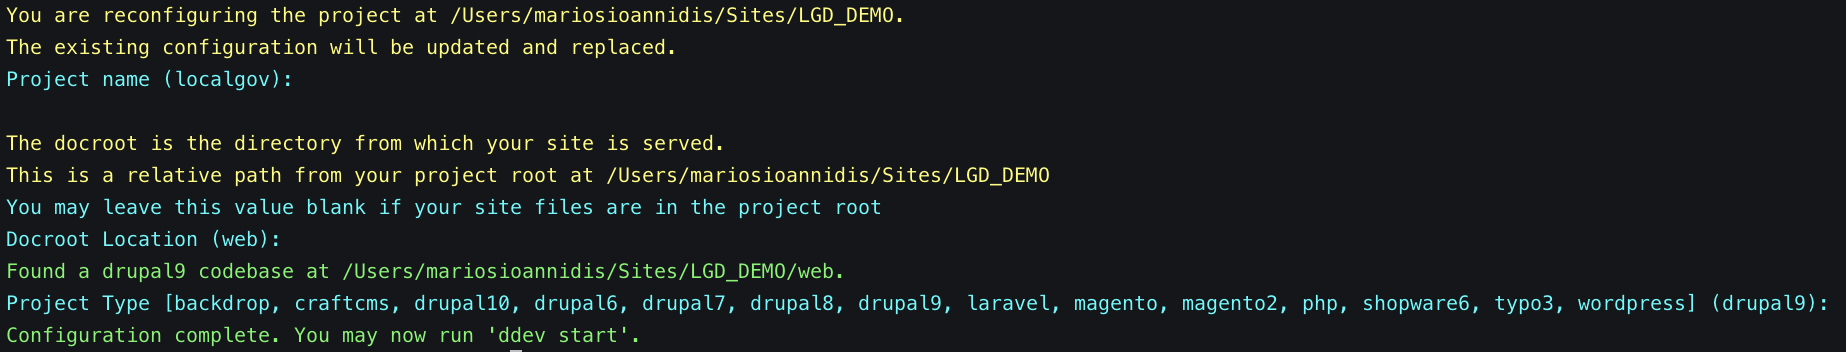 You are reconfiguring the project at /Users/mariosioannidis/Sites/LGD_DEMO.
The existing configuration will be updated and replaced.
Project name (localgov):
The docroot is the directory from which your site is served.
This is a relative path from your project root at /Users/mariosioannidis/Sites/LGD_DEMO
You may leave this value blank if your site files are in the project root
Docroot Location (web):
Found a drupal9 codebase at /Users/mariosioannidis/Sites/LGD_DEMO/web.
Project Type [backdrop, craftcms, drupal10, drupal6, drupal7, drupal8, drupal9, laravel, magento, magento2, php, shopware6, typo3, wordpress] (drupal9):
Configuration complete. You may now run 'ddev start'.